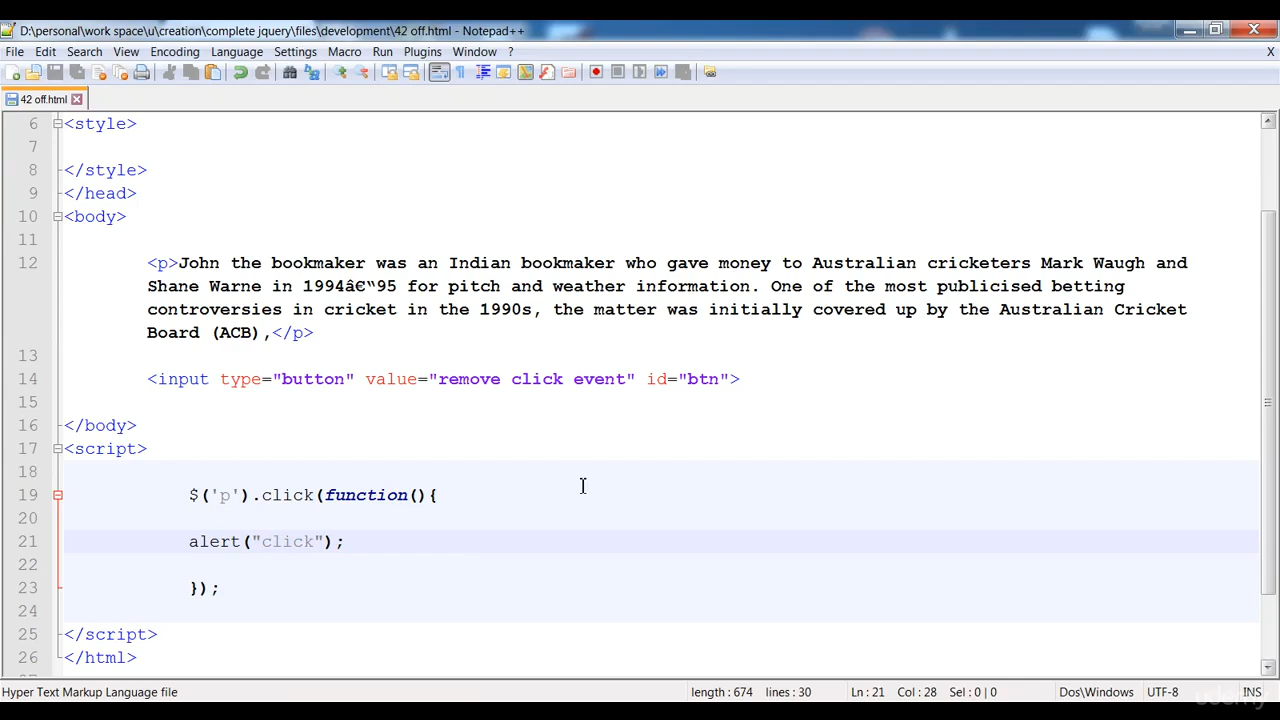 D:\personal\work space\u\creation\complete jquery\files\development\42 off.html - Notepad++
File Edit Search View Encoding Language Settings Macro Run Plugins Window ? X
42 off.html
6 <style>
7
8 </style>
9 </head>
10 <body>
11
12 <p>John the bookmaker was an Indian bookmaker who gave money to Australian cricketers Mark Waugh and
Shane Warne in 1994â€“95 for pitch and weather information. One of the most publicised betting
controversies in cricket in the 1990s, the matter was initially covered up by the Australian Cricket
Board (ACB),</p>
13
14 <input type="button" value="remove click event" id="btn">
15
16 </body>
17 <script>
18
19 $('p').click(function(){
20
21 alert("click");
22
23 });
24
25 </script>
26 </html>
Hyper Text Markup Language file length : 674 lines : 30 Ln : 21 Col : 28 Sel : 0 | 0 Dos\Windows UTF-8 INS
udemy